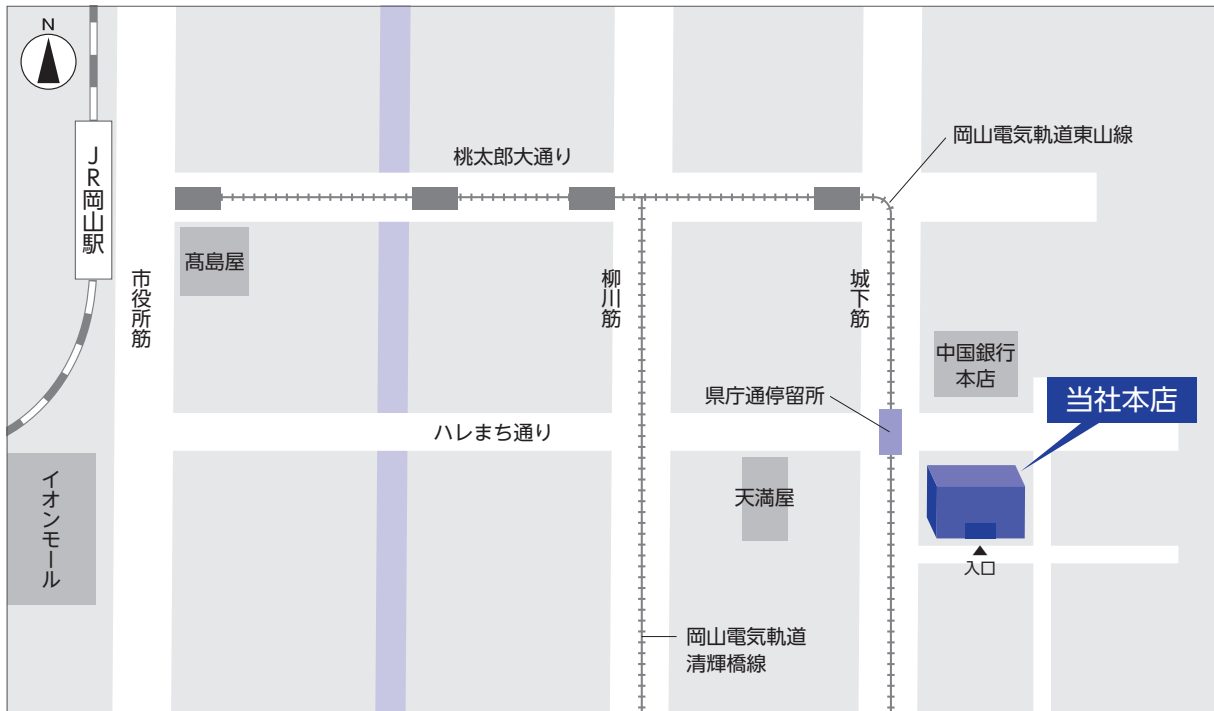 N
岡山電気軌道東山線
桃太郎大通り
JR岡山駅
髙島屋
市役所筋
柳川筋
城下筋
中国銀行
本店
県庁通停留所
当社本店
ハレまち通り
イオンモール
天満屋
入口
岡山電気軌道
清輝橋線